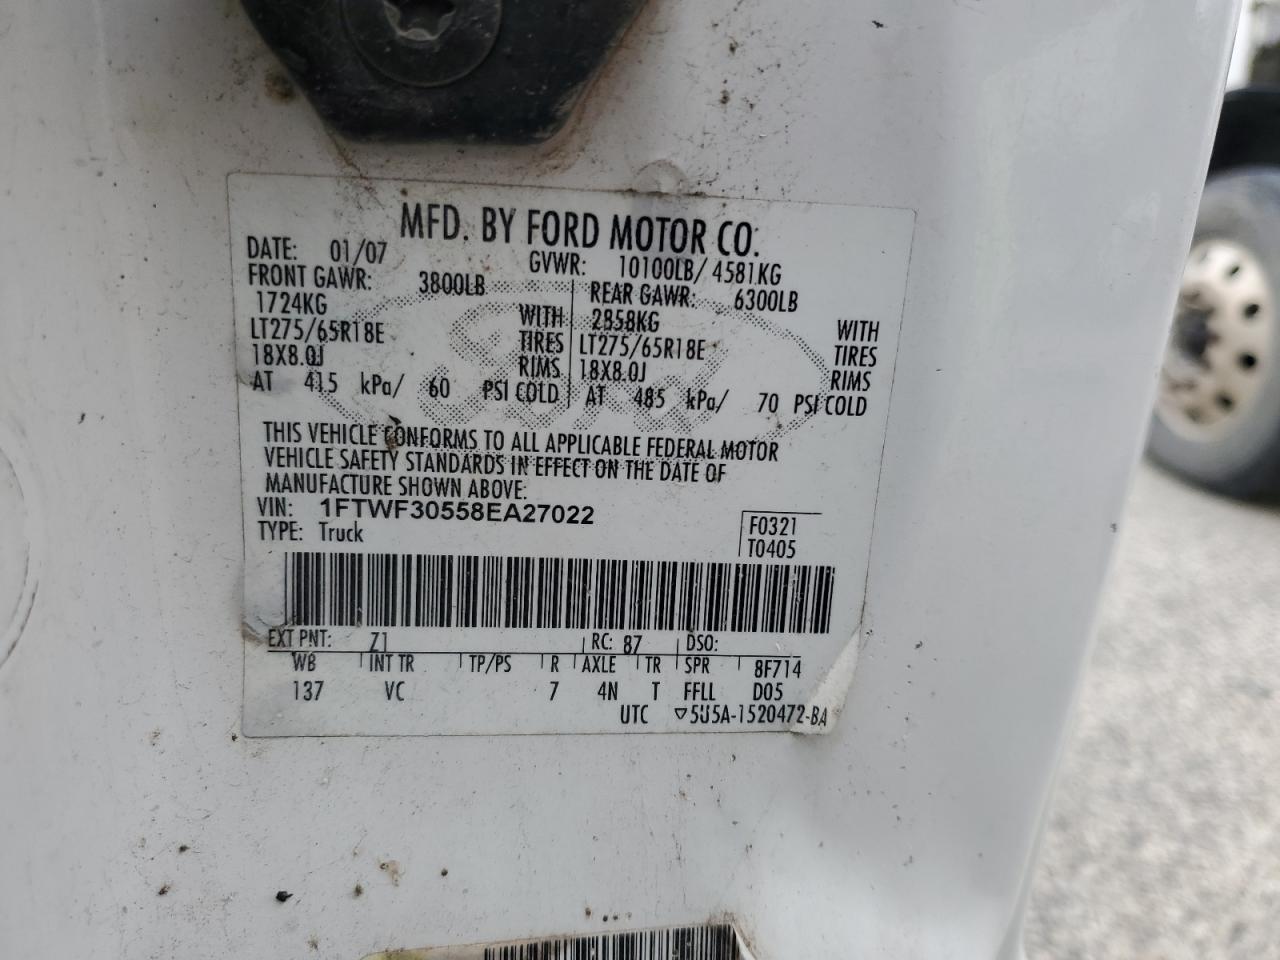 MFD. BY FORD MOTOR CO.
DATE: 01/07 GVWR: 10100LB/ 4581KG
FRONT GAWR: 3800LB
1724KG WITH
LT275/65R18E TIRES
18X8.0J RIMS
AT 415 kPa/ 60 PSI COLD
REAR GAWR: 6300LB
2858KG WITH
LT275/65R18E TIRES
18X8.0J RIMS
AT 485 kPa/ 70 PSI COLD
THIS VEHICLE CONFORMS TO ALL APPLICABLE FEDERAL MOTOR
VEHICLE SAFETY STANDARDS IN EFFECT ON THE DATE OF
MANUFACTURE SHOWN ABOVE:
VIN: 1FTWF30558EA27022
TYPE: Truck
F0321
T0405
EXT PNT: Z1 RC: 87 DSO:
WB INT TR TP/PS R AXLE TR SPR 8F714
137 VC 7 4N T FFLL D05
UTC ▽5U5A-1520472-BA